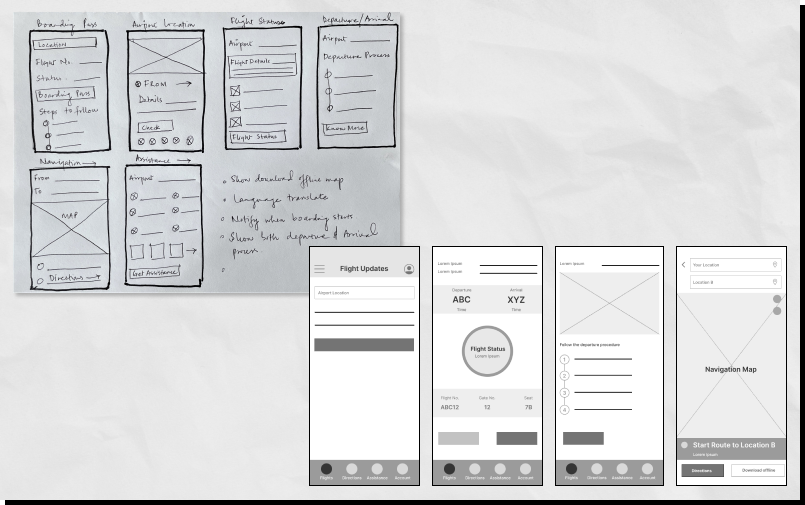 Boarding Pass
Location
Flight No.
Status.
Boarding Pass
Steps to follow
Airport Location
FROM
Details
Check
Flight Status
Airport
Flight Details
Flight Status
Departure/Arrival
Airport
Departure Process
Know More
Navigation
From
To
MAP
Directions
Assistance
Airport
Get Assistance
Show download offline map
Language translate
Notify when boarding starts
Show both departure & Arrival
process.
Flight Updates
Airport Location
Flights Directions Assistance Account
Lorem ipsum
Lorem ipsum
Departure Arrival
ABC XYZ
Time Time
Flight Status
Lorem ipsum
Flight No. Gate No. Seat
ABC12 12 7B
Flights Directions Assistance Account
Lorem ipsum
Follow the departure procedure
1
2
3
4
Flights Directions Assistance Account
Your Location
Location B
Navigation Map
Start Route to Location B
Lorem ipsum
Directions Download offline